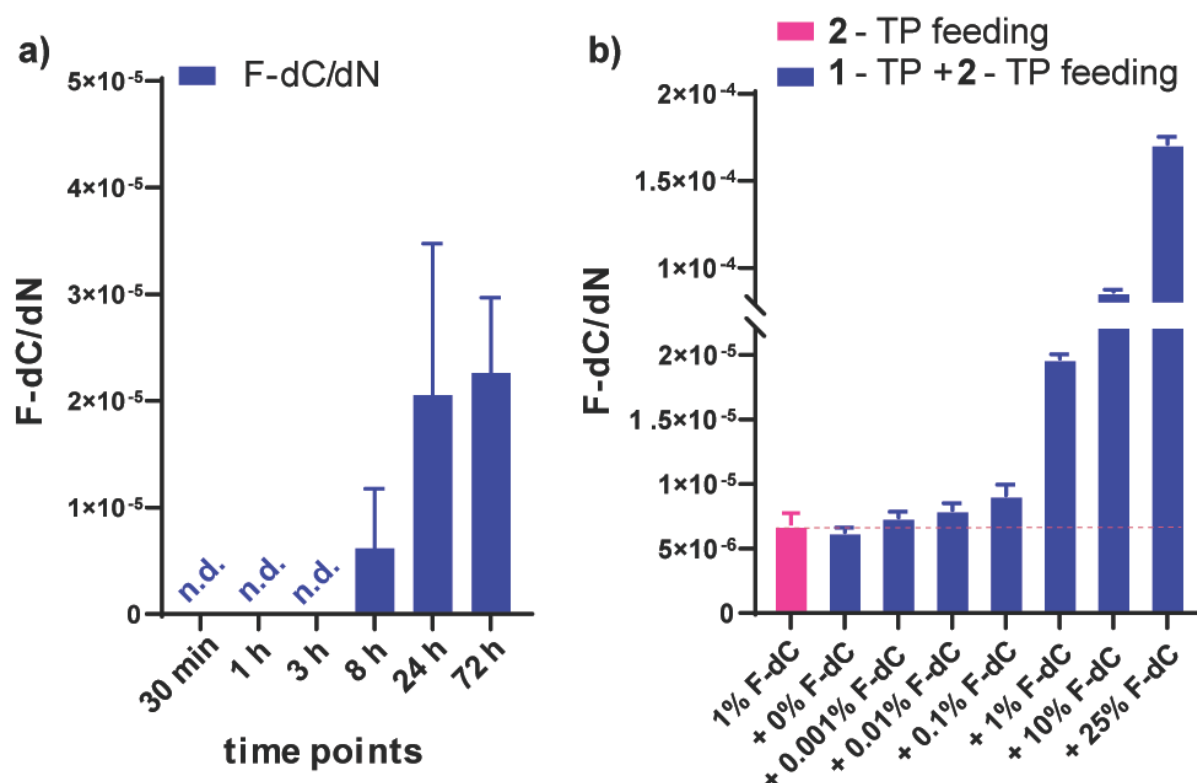 a)
F-dC/dN
5×10⁻⁵
4×10⁻⁵
3×10⁻⁵
2×10⁻⁵
1×10⁻⁵
0
F-dC/dN
n.d.
n.d.
n.d.
30 min
1 h
3 h
8 h
24 h
72 h
time points
b)
2 - TP feeding
1 - TP + 2 - TP feeding
2×10⁻⁴
1.5×10⁻⁴
1×10⁻⁴
2×10⁻⁵
1.5×10⁻⁵
1×10⁻⁵
5×10⁻⁶
0
F-dC/dN
1% F-dC
+ 0% F-dC
+ 0.001% F-dC
+ 0.01% F-dC
+ 0.1% F-dC
+ 1% F-dC
+ 10% F-dC
+ 25% F-dC